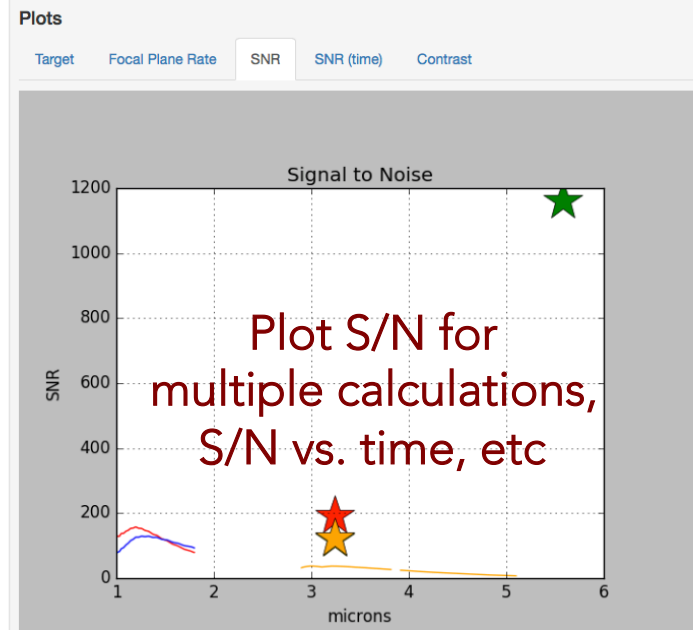 Plots
Target Focal Plane Rate SNR SNR (time) Contrast
Signal to Noise
1200
1000
800
600
400
200
0
SNR
Plot S/N for
multiple calculations,
S/N vs. time, etc
1 2 3 4 5 6
microns